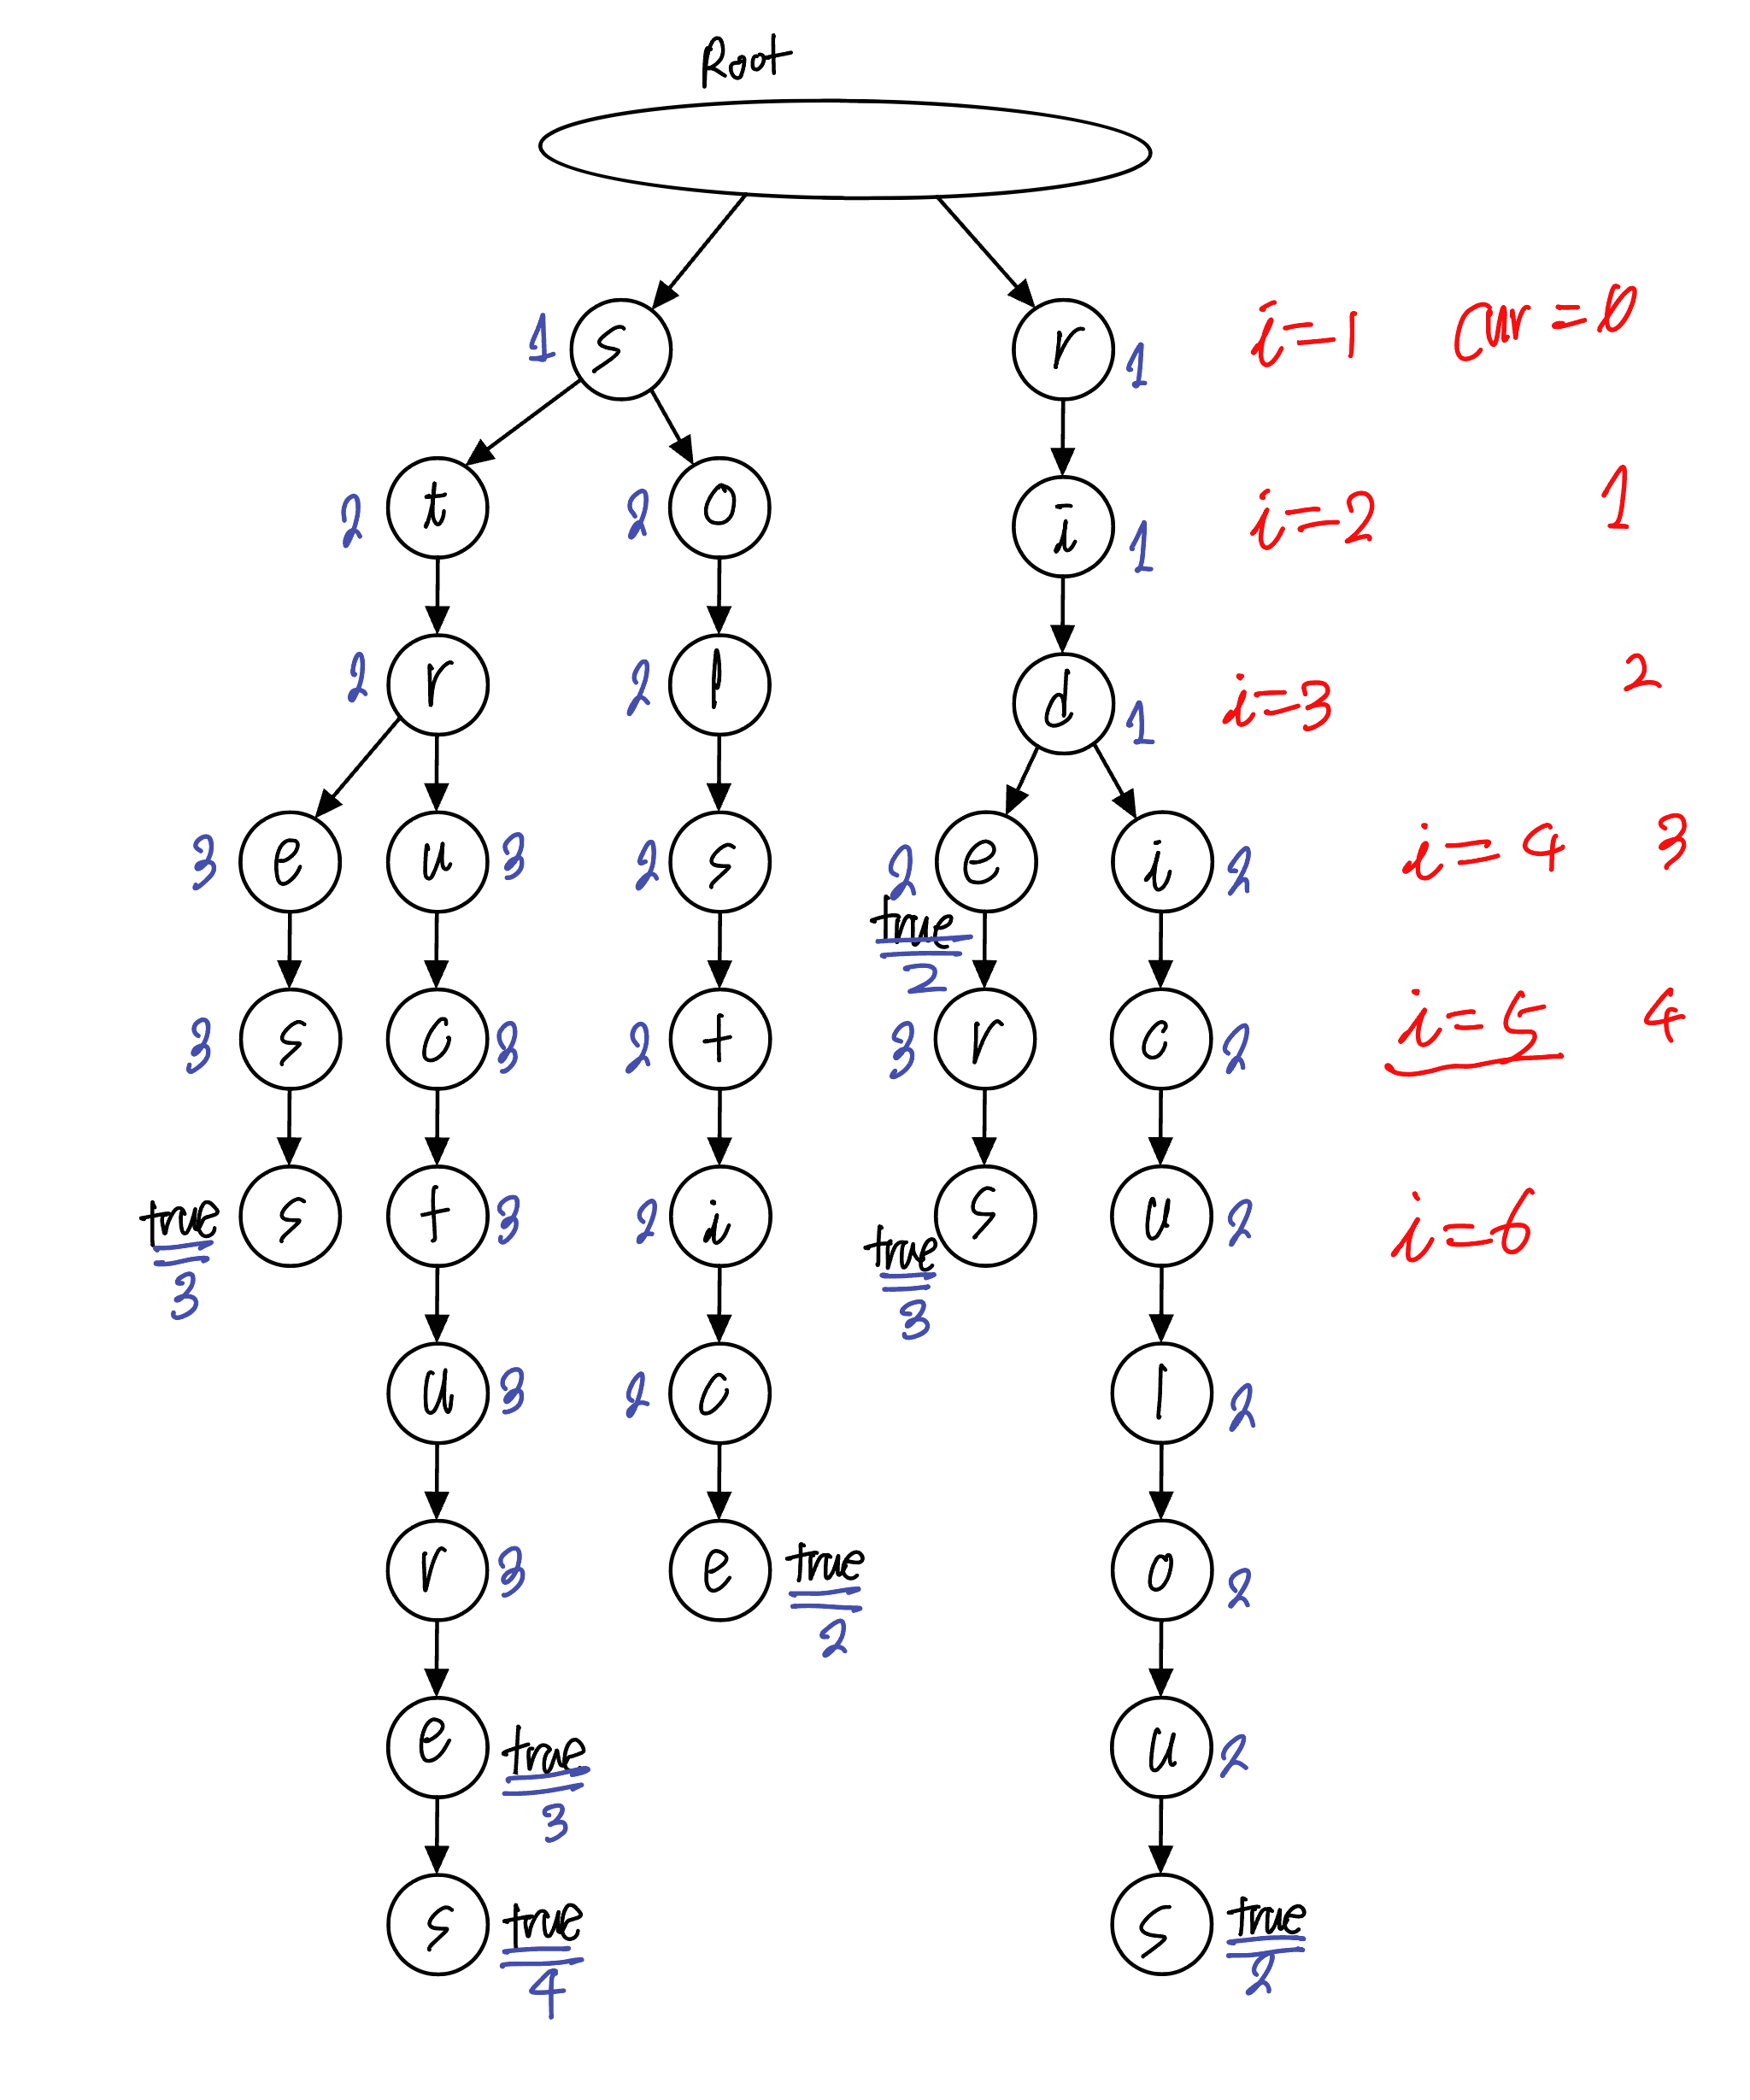 Root
1 s r 1 i=1 cur=0
2 t 2 o i 1 i=2 1
2 r 2 l d 1 i=3 2
3 e u 3 2 s 2 e i 2 i=4 3
true
2
3 s c 3 2 t 3 r c 2 i=5 4
true s t 3 2 i true s u 2 i=6
3 3
u 3 2 c l 2
r 3 e true o 2
2
e true u 2
3
s true s true
4 2